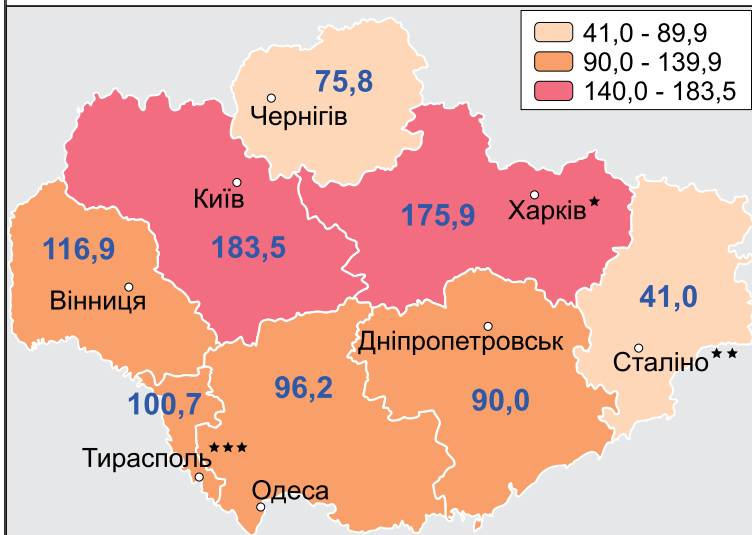 41,0 - 89,9
90,0 - 139,9
140,0 - 183,5
75,8
Чернігів
Київ
183,5
175,9
Харків★
116,9
Вінниця
41,0
Сталіно★★
Дніпропетровськ
90,0
96,2
100,7
Тирасполь★★★
Одеса